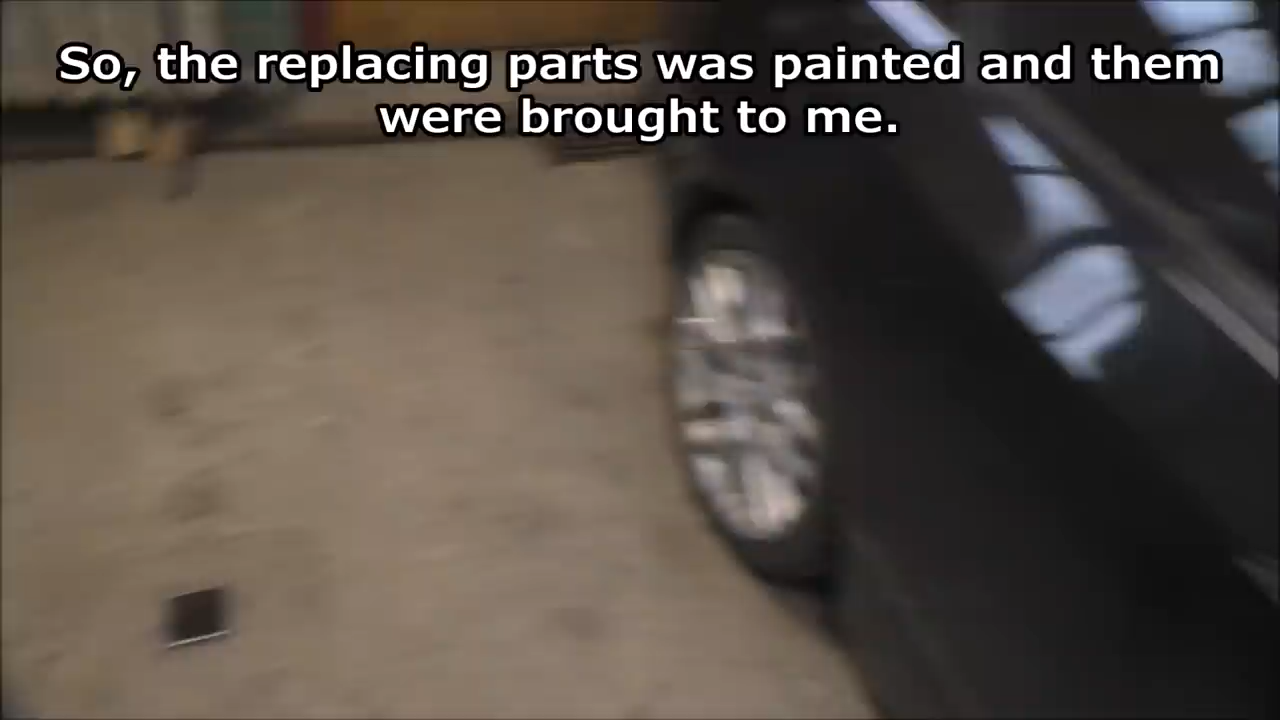 So, the replacing parts was painted and them
were brought to me.